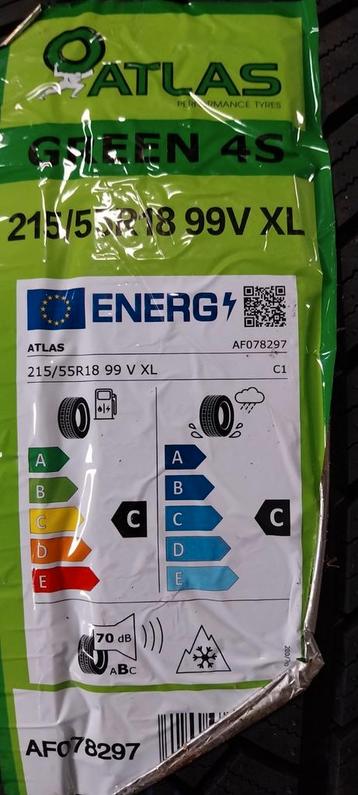 ATLAS
PERFORMANCE TYRES
GREEN 4S
215/55R18 99V XL
ENERG
ATLAS AF078297
215/55R18 99 V XL C1
A A
B B
C C C C
D D
E E
70 dB
ABC
AF078297